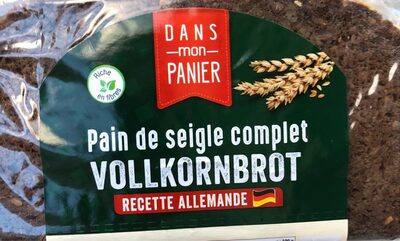 DANS
mon
PANIER
Riche
en fibres
Pain de seigle complet
VOLLKORNBROT
RECETTE ALLEMANDE